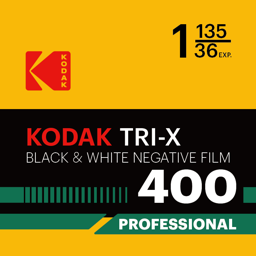 KODAK
1 135
36 EXP.
KODAK TRI-X
BLACK & WHITE NEGATIVE FILM
400
PROFESSIONAL